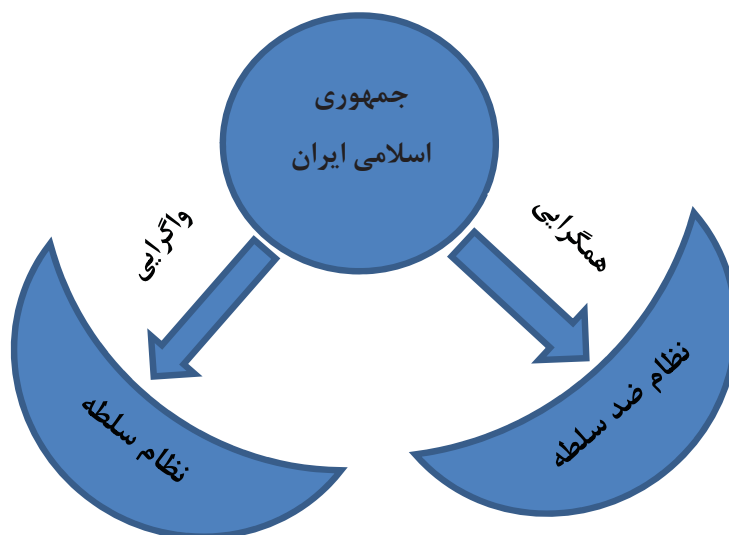 جمهوری
اسلامی ایران
همگرایی
واگرایی
نظام ضد سلطه
نظام سلطه